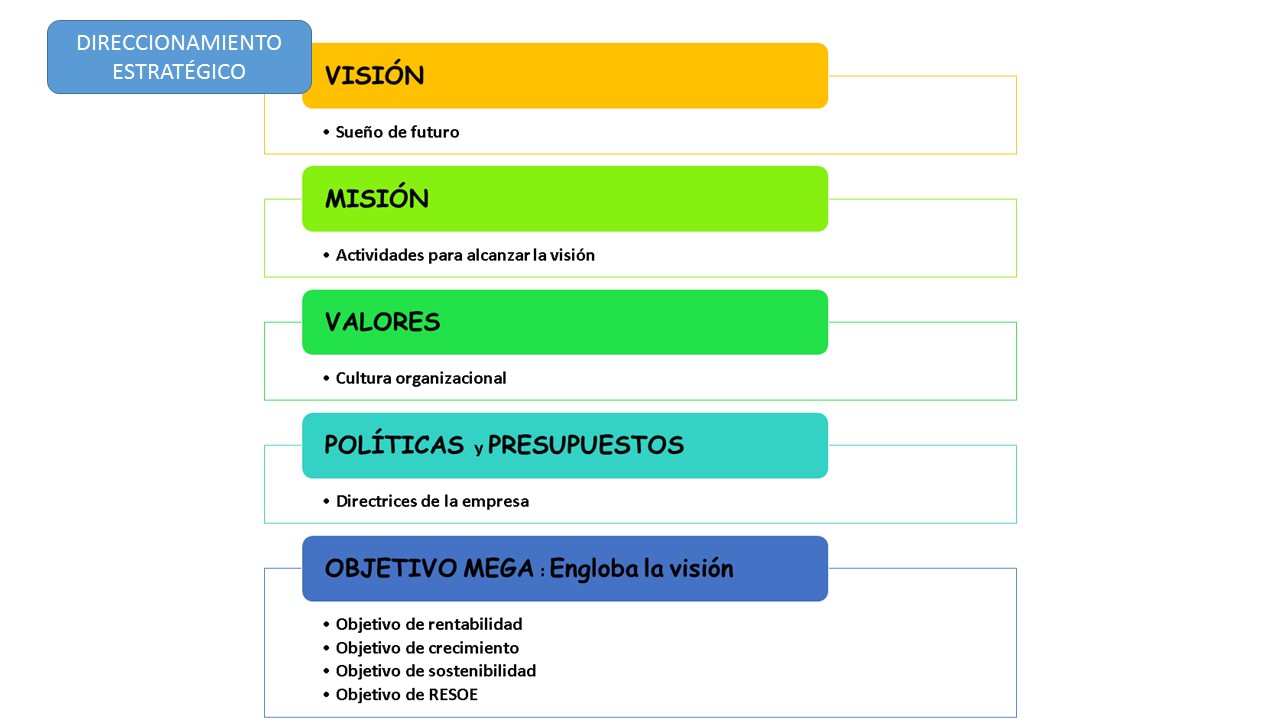 DIRECCIONAMIENTO
ESTRATÉGICO
VISIÓN
• Sueño de futuro
MISIÓN
• Actividades para alcanzar la visión
VALORES
• Cultura organizacional
POLÍTICAS y PRESUPUESTOS
• Directrices de la empresa
OBJETIVO MEGA : Engloba la visión
• Objetivo de rentabilidad
• Objetivo de crecimiento
• Objetivo de sostenibilidad
• Objetivo de RESOE